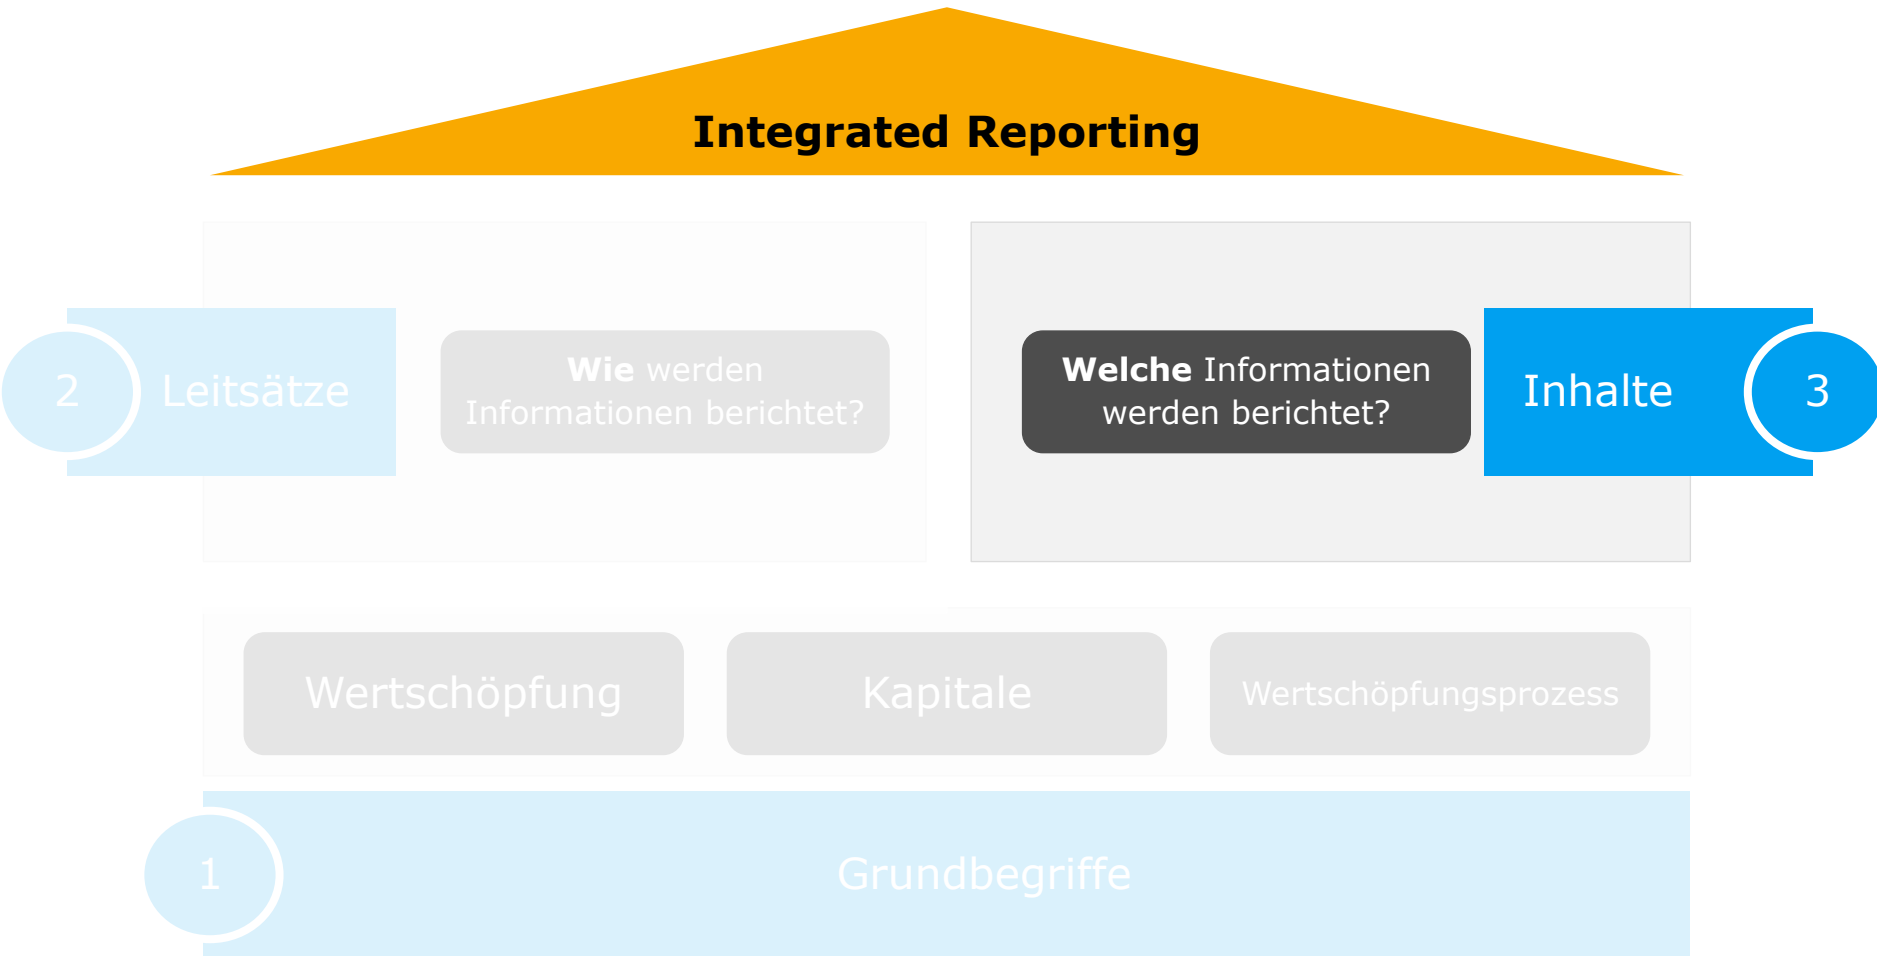 Integrated Reporting
2
Leitsätze
Wie werden
Informationen berichtet?
Welche Informationen
werden berichtet?
Inhalte
3
Wertschöpfung
Kapitale
Wertschöpfungsprozess
1
Grundbegriffe